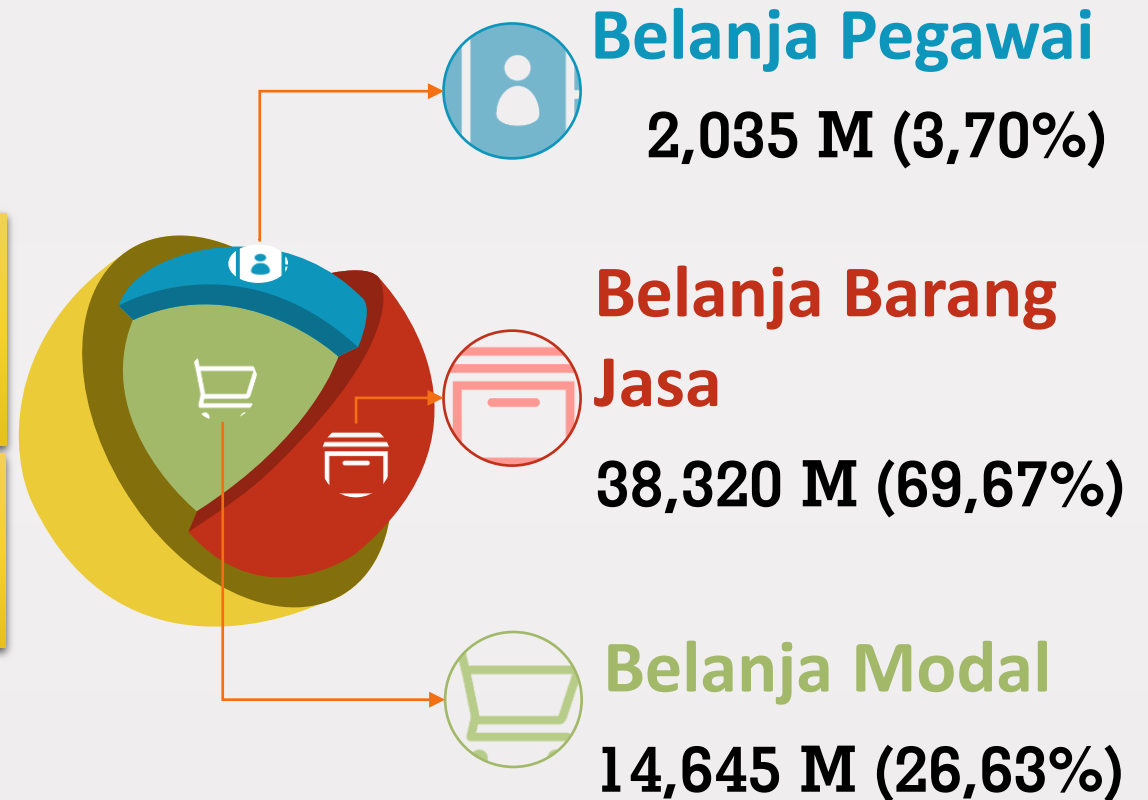 Belanja Pegawai
2,035 M (3,70%)
Belanja Barang
Jasa
38,320 M (69,67%)
Belanja Modal
14,645 M (26,63%)